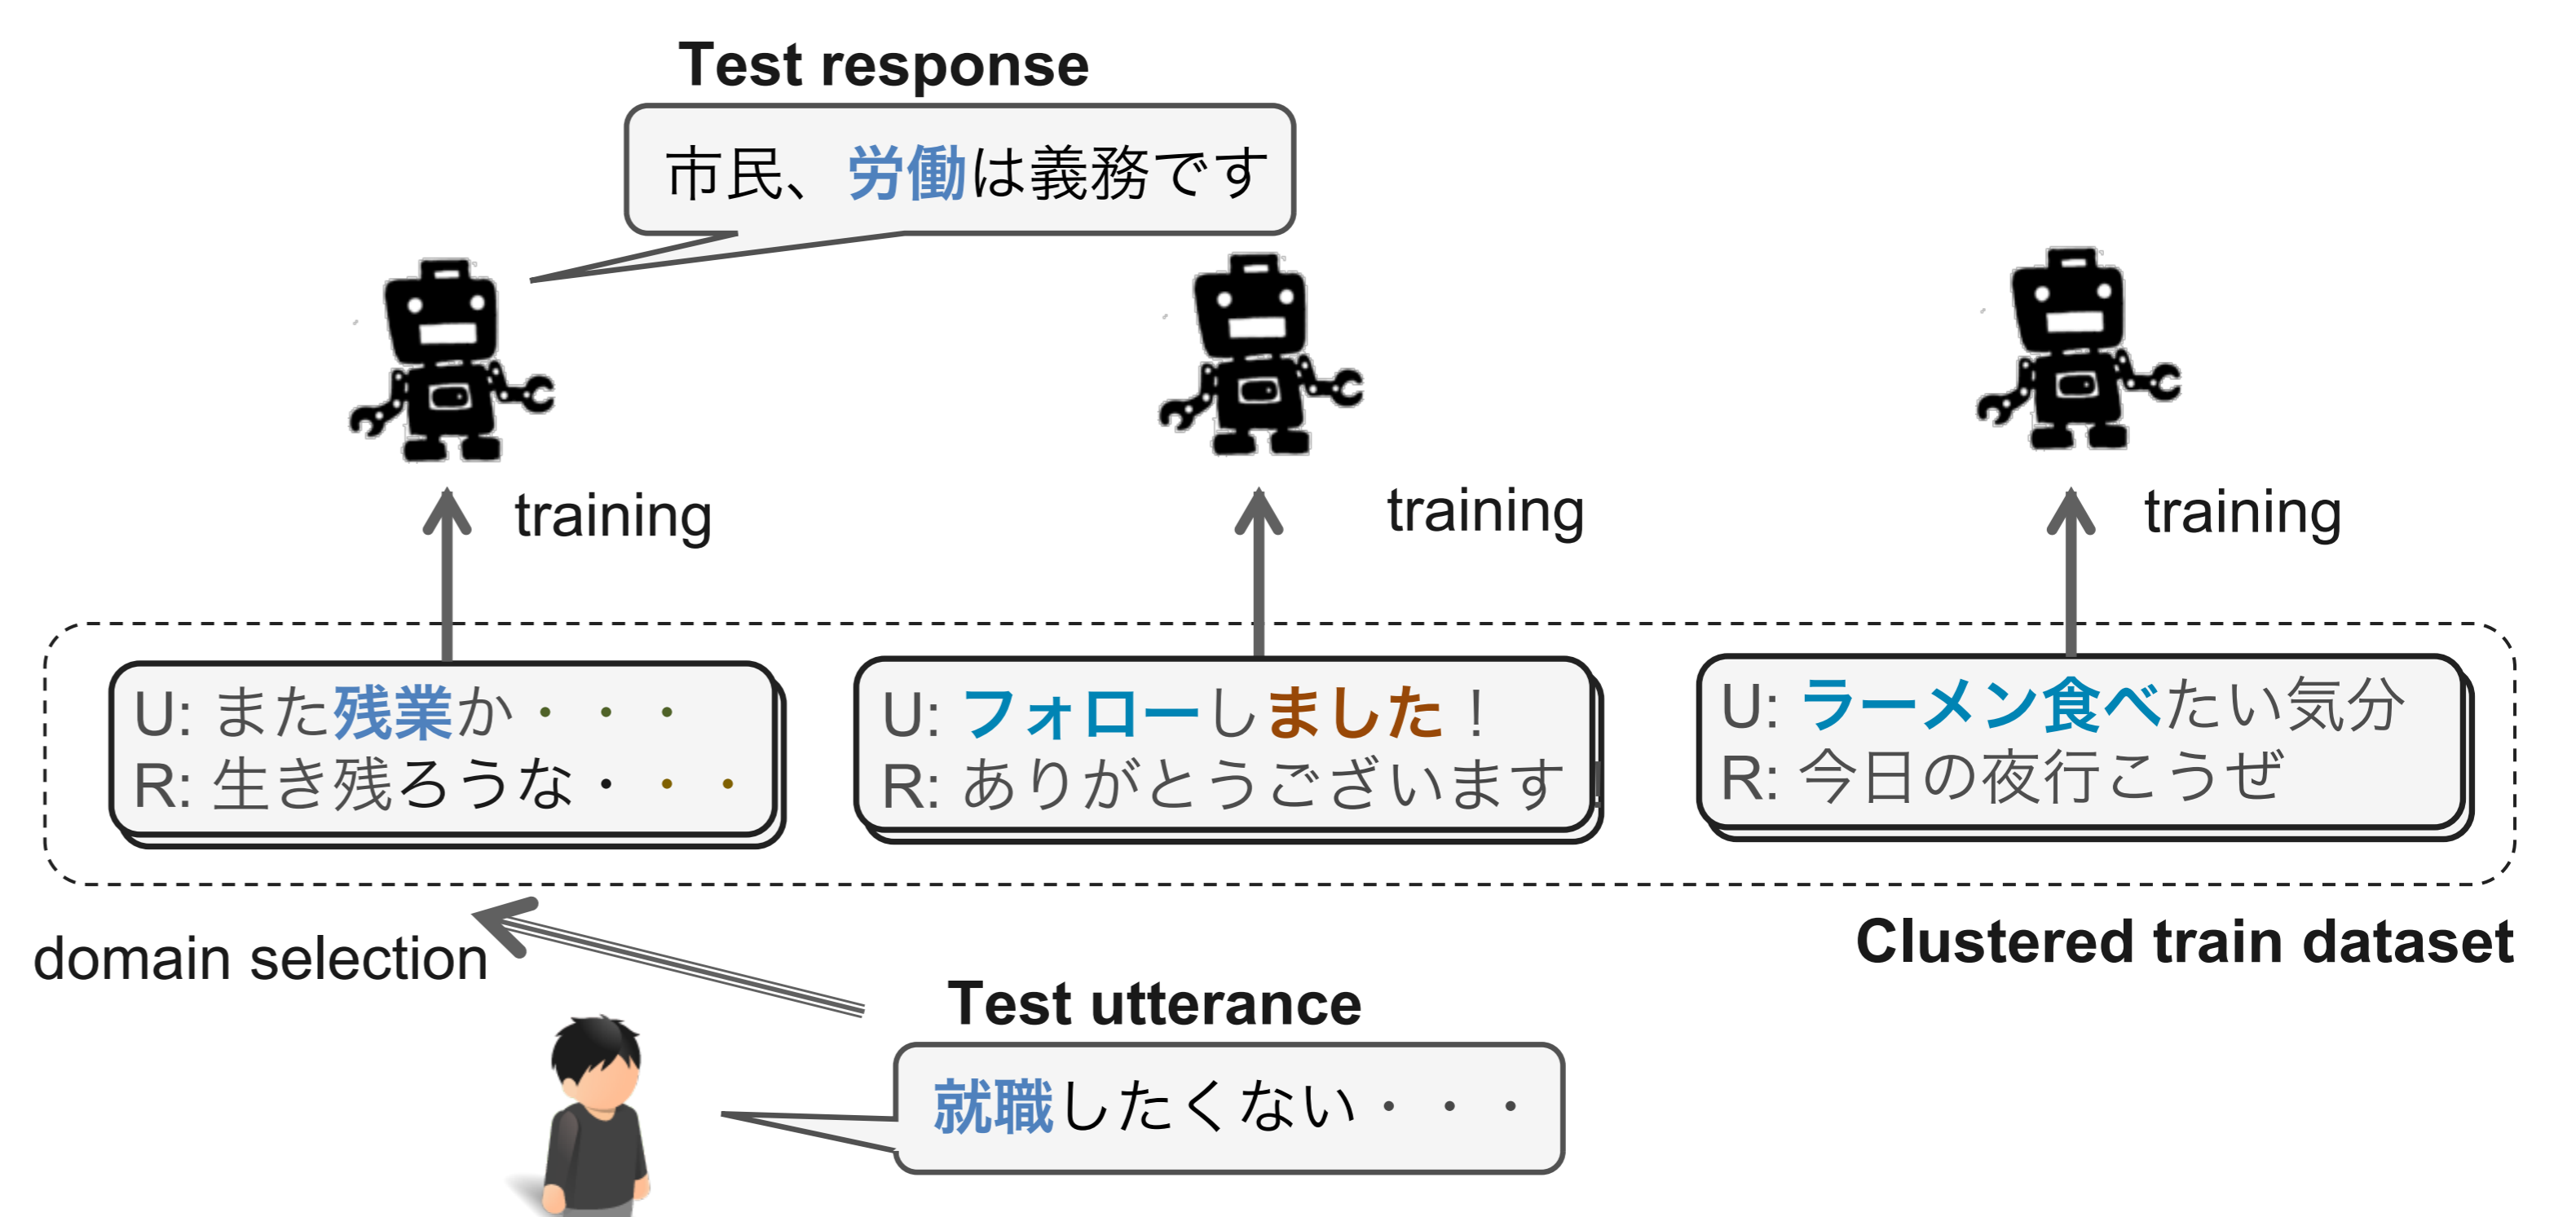 Test response
市民、労働は義務です
training
training
training
U: また残業か・・・
R: 生き残ろうな・・・
U: フォローしました！
R: ありがとうございます!
U: ラーメン食べたい気分
R: 今日の夜行こうぜ
Clustered train dataset
domain selection
Test utterance
就職したくない・・・